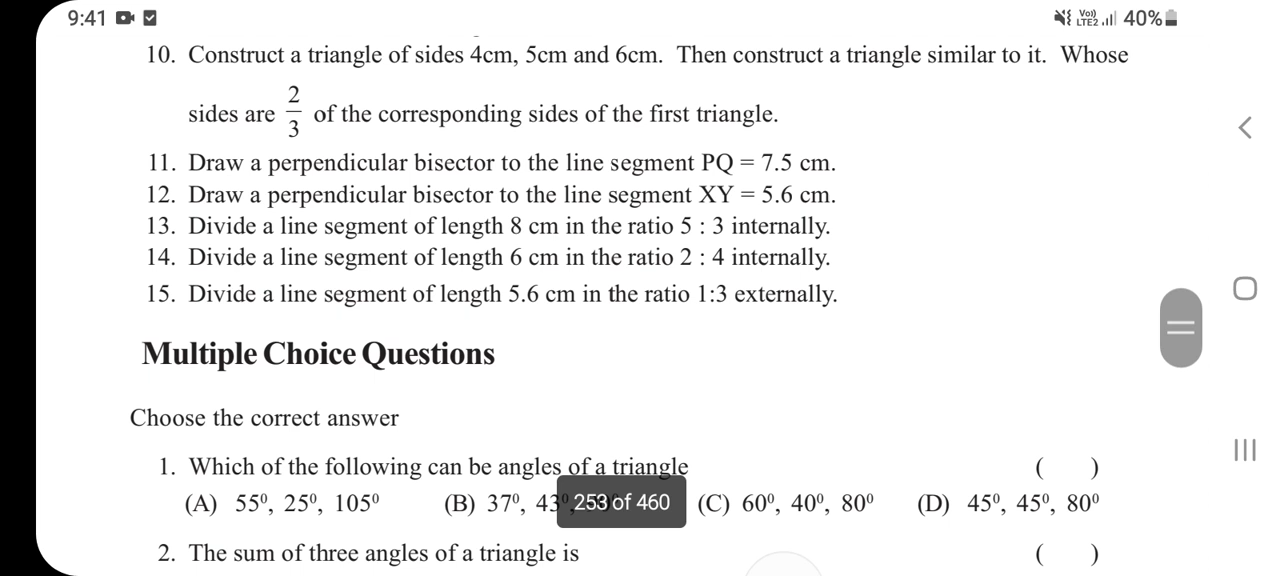 9:41
Vo)) LTE2 40%
10. Construct a triangle of sides 4cm, 5cm and 6cm. Then construct a triangle similar to it. Whose
sides are 2/3 of the corresponding sides of the first triangle.
11. Draw a perpendicular bisector to the line segment PQ = 7.5 cm.
12. Draw a perpendicular bisector to the line segment XY = 5.6 cm.
13. Divide a line segment of length 8 cm in the ratio 5 : 3 internally.
14. Divide a line segment of length 6 cm in the ratio 2 : 4 internally.
15. Divide a line segment of length 5.6 cm in the ratio 1:3 externally.
Multiple Choice Questions
Choose the correct answer
1. Which of the following can be angles of a triangle ( )
(A) 55⁰, 25⁰, 105⁰ (B) 37⁰, 43⁰, (C) 60⁰, 40⁰, 80⁰ (D) 45⁰, 45⁰, 80⁰
253 of 460
2. The sum of three angles of a triangle is ( )